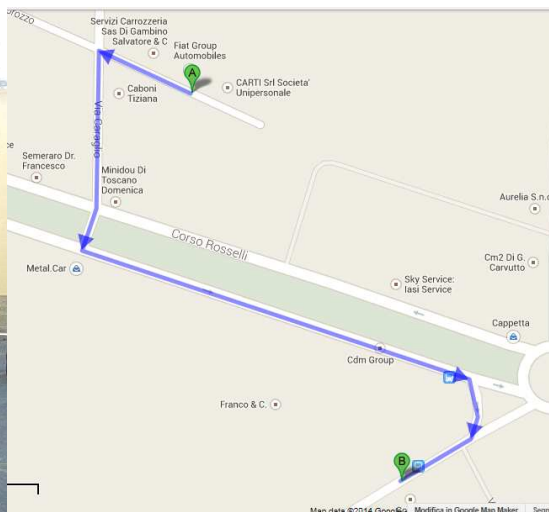 Servizi Carrozzeria
Sas Di Gambino
Salvatore & C
Fiat Group
Automobiles
A
CARTI Srl Societa'
Unipersonale
Caboni
Tiziana
Via Caraglio
Semeraro Dr.
Francesco
Minidou Di
Toscano
Domenica
Aurelia S.n.c
Corso Rosselli
Metal.Car
Cm2 Di G.
Carvutto
Sky Service:
Iasi Service
Cappetta
Cdm Group
Franco & C.
B
Map data ©2014 Google
Modifica in Google Map Maker